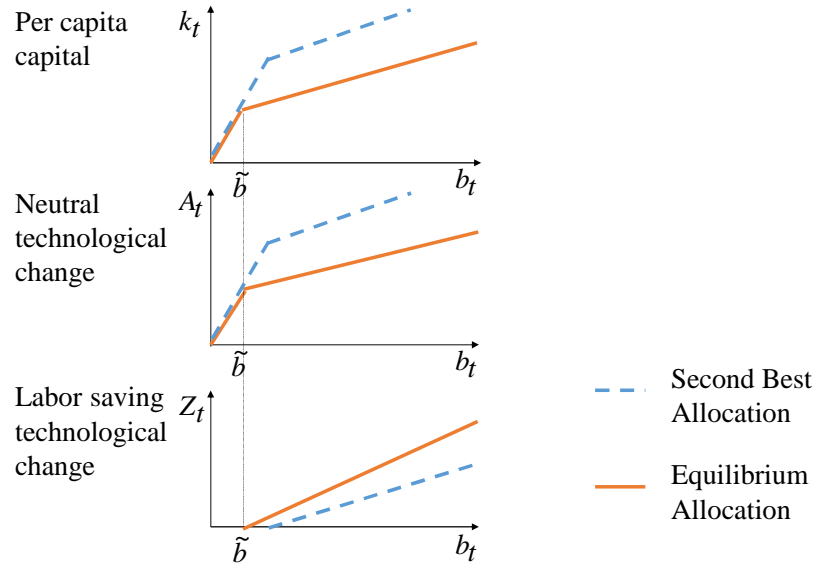 Per capita
capital
k_t
b̃
b_t
Neutral
technological
change
A_t
b̃
b_t
Labor saving
technological
change
Z_t
b̃
b_t
Second Best
Allocation
Equilibrium
Allocation